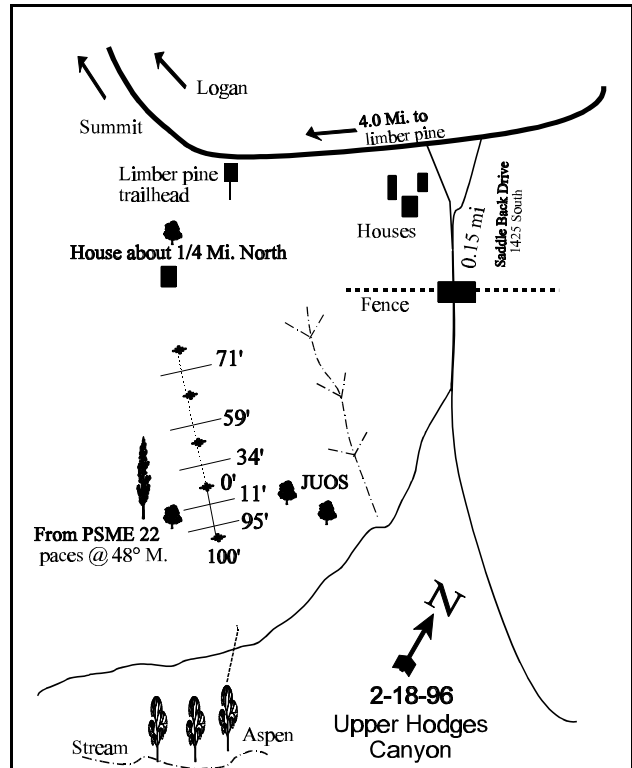 Logan
Summit
4.0 Mi. to
limber pine
Limber pine
trailhead
Houses
0.15 mi
Saddle Back Drive
1425 South
House about 1/4 Mi. North
Fence
71'
59'
34'
0'
11'
95'
100'
JUOS
From PSME 22
paces @ 48° M.
N
2-18-96
Upper Hodges
Canyon
Stream
Aspen